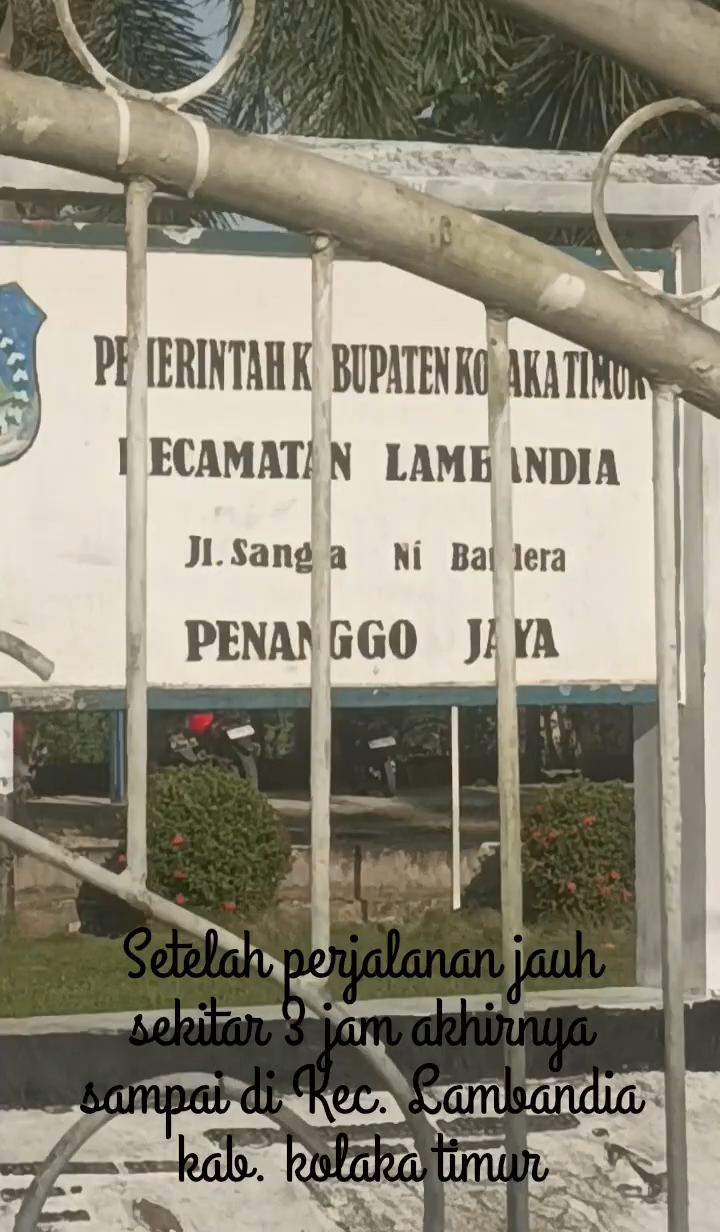 PEMERINTAH KABUPATEN KOLAKA TIMUR
KECAMATAN LAMBANDIA
Jl. Sangia Ni Bandera
PENANGGO JAYA
Setelah perjalanan jauh
sekitar 3 jam akhirnya
sampai di Kec. Lambandia
kab. kolaka timur